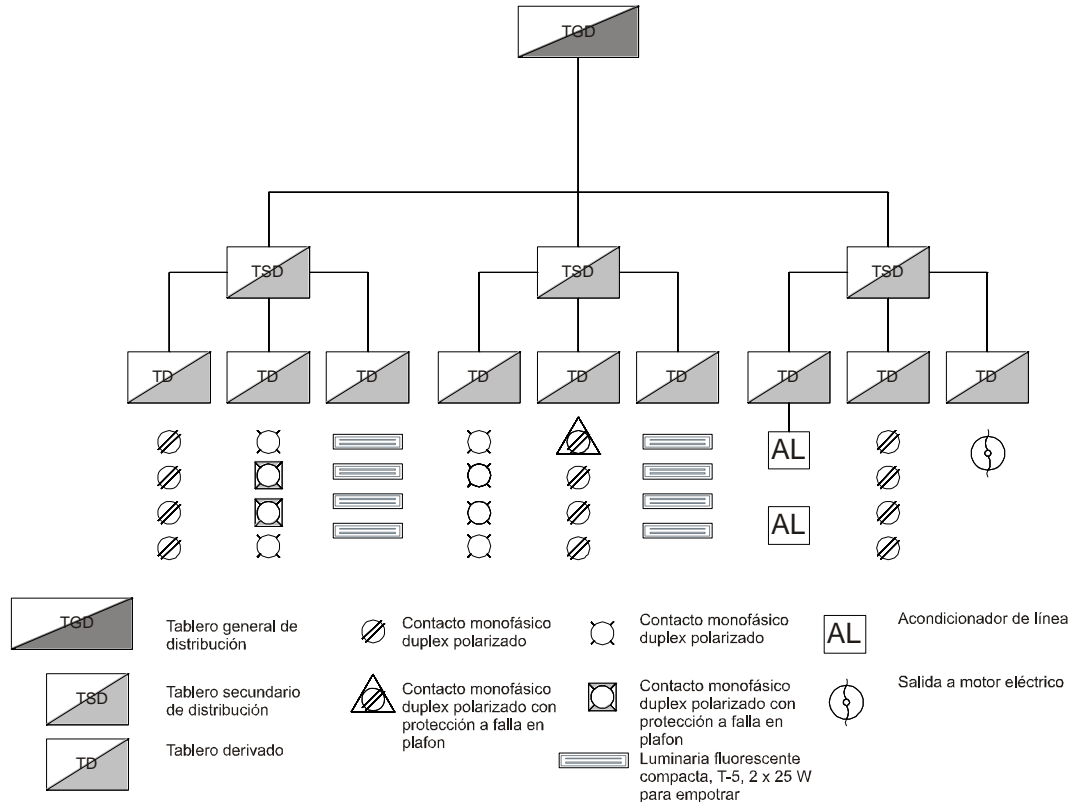 TGD
TSD
TSD
TSD
TD
TD
TD
TD
TD
TD
TD
TD
TD
AL
AL
TGD
Tablero general de
distribución
TSD
Tablero secundario
de distribución
TD
Tablero derivado
Contacto monofásico
duplex polarizado
Contacto monofásico
duplex polarizado con
protección a falla en
plafon
Contacto monofásico
duplex polarizado
Contacto monofásico
duplex polarizado con
protección a falla en
plafon
Luminaria fluorescente
compacta, T-5, 2 x 25 W
para empotrar
AL
Acondicionador de línea
Salida a motor eléctrico